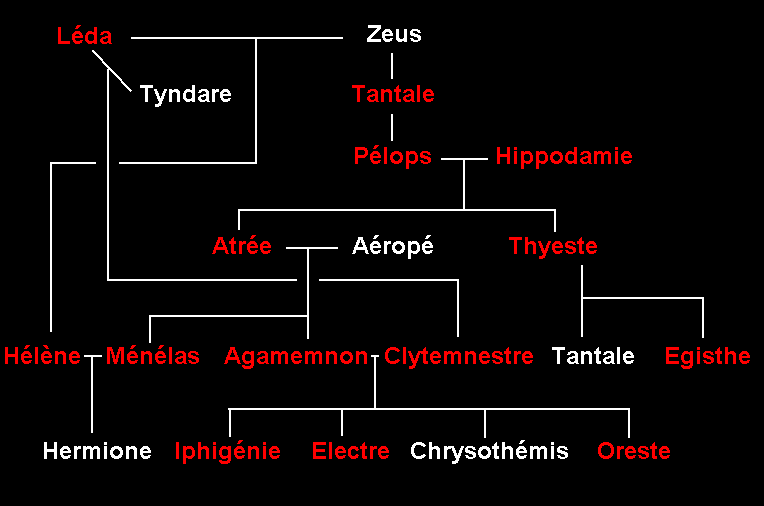 Léda Zeus
Tyndare Tantale
Pélops Hippodamie
Atrée Aéropé Thyeste
Hélène Ménélas Agamemnon Clytemnestre Tantale Egisthe
Hermione Iphigénie Electre Chrysothémis Oreste